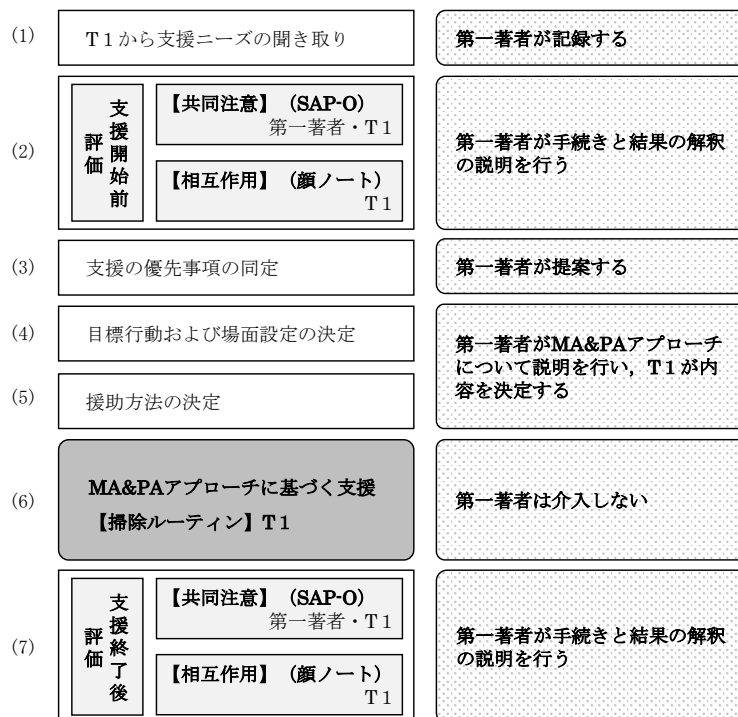 (1)
T１から支援ニーズの聞き取り
第一著者が記録する
(2)
支援開始前
評価
【共同注意】（SAP-O）
第一著者・T１
【相互作用】（顔ノート）
T１
第一著者が手続きと結果の解釈
の説明を行う
(3)
支援の優先事項の同定
第一著者が提案する
(4)
目標行動および場面設定の決定
(5)
援助方法の決定
第一著者がMA&PAアプローチ
について説明を行い，T１が内
容を決定する
(6)
MA&PAアプローチに基づく支援
【掃除ルーティン】T１
第一著者は介入しない
(7)
支援終了後
評価
【共同注意】（SAP-O）
第一著者・T１
【相互作用】（顔ノート）
T１
第一著者が手続きと結果の解釈
の説明を行う